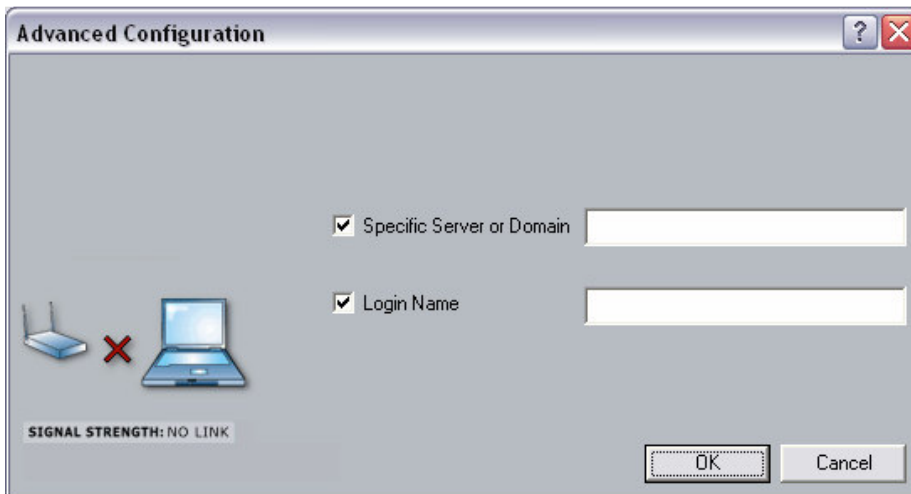 Advanced Configuration
Specific Server or Domain
Login Name
SIGNAL STRENGTH: NO LINK
OK
Cancel